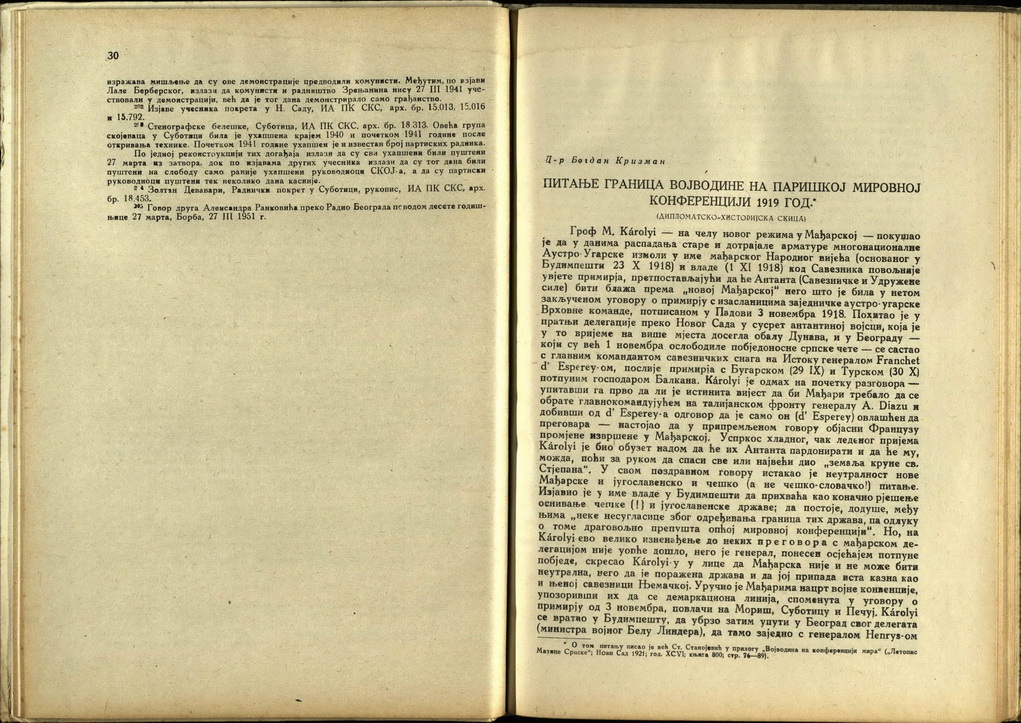 30
изражава мишљење да су ове демонстрације предводили комунисти. Међутим, по изјави
Лале Берберског, излази да комунисти и радништво Зрењанина нису 27 III 1941 уче-
ствовали у демонстрацији, већ да је тог дана демонстрирало само грађанство.
Изјаве учесника покрета у Н. Саду, ИА ПК СКС, арх. бр. 15.013, 15.016
и 15.792.
Стенографске белешке, Суботица, ИА ПК СКС, арх. бр. 18.313. Овећа група
скојеваца у Суботици била је ухапшена крајем 1940 и почетком 1941 године после
откривања технике. Почетком 1941 године ухапшен је и известан број партиских радника.
По једној реконструкцији тих догађаја излази да су сви ухапшени били пуштени
27 марта из затвора, док по изјавама других учесника излази да су тог дана били
пуштени на слободу само раније ухапшени руководиоци СКОЈ-а, а да су партиски
руководиоци пуштени тек неколико дана касније.
Золтан Девавари, Раднички покрет у Суботици, рукопис, ИА ПК СКС, арх.
бр. 18.453.
205 Говор друга Александра Ранковића преко Радио Београда поводом десете годиш-
њице 27 марта, Борба, 27 III 1951 г.
Д-р Богдан Кризман
ПИТАЊЕ ГРАНИЦА ВОЈВОДИНЕ НА ПАРИШКОЈ МИРОВНОЈ
КОНФЕРЕНЦИЈИ 1919 ГОД.*
(ДИПЛОМАТСКО-ХИСТОРИЈСКА СКИЦА)
Гроф М. Károlyi — на челу новог режима у Мађарској — покушао
је да у данима распадања старе и дотрајале арматуре многонационалне
Аустро-Угарске измоли у име мађарског Народног вијећа (основаног у
Будимпешти 23 X 1918) и владе (1 XI 1918) код Савезника повољније
увјете примирја, претпостављајући да ће Антанта (Савезничке и Удружене
силе) бити блажа према „новој Мађарској" него што је била у нетом
закљученом уговору о примирју с изасланицима заједничке аустро-угарске
Врховне команде, потписаном у Падови 3 новембра 1918. Похитао је у
пратњи делегације преко Новог Сада у сусрет антантиној војсци, која је
у то вријеме на више мјеста досегла обалу Дунава, и у Београду —
који су већ 1 новембра ослободиле побједоносне српске чете — се састао
с главним командантом савезничких снага на Истоку генералом Franchet
d' Esperey-ом, послије примирја с Бугарском (29 IX) и Турском (30 X)
потпуним господаром Балкана. Károlyi је одмах на почетку разговора —
упитавши га прво да ли је истинита вијест да би Мађари требало да се
обрате главнокомандујућем на талијанском фронту генералу A. Diazu и
добивши од d' Esperey-а одговор да је само он (d' Esperey) овлашћен да
преговара — настојао да у припремљеном говору објасни Французу
промјене извршене у Мађарској. Успркос хладног, чак леденог пријема
Károlyi је био обузет надом да ће их Антанта пардонирати и да ће му,
можда, поћи за руком да спаси све или највећи дио „земаља круне св.
Стјепана". У свом поздравном говору истакао је неутралност нове
Мађарске и југославенско и чешко (а не чешко-словачко!) питање.
Изјавио је у име владе у Будимпешти да прихваћа као коначно рјешење
оснивање чешке (!) и југославенске државе; да постоје, додуше, међу
њима „неке несугласице због одређивања граница тих држава, па одлуку
о томе драговољно препушта опћој мировној конференцији". Но, на
Károlyi-ево велико изненађење до неких преговора с мађарском де-
легацијом није уопће дошло, него је генерал, понесен осјећајем потпуне
побједе, скресао Károlyi-у у лице да Мађарска није и не може бити
неутрална, него да је поражена држава и да јој припада иста казна као
и њеној савезници Њемачкој. Уручио је Мађарима нацрт војне конвенције,
упозоривши их да се демаркациона линија, споменута у уговору о
примирју од 3 новембра, повлачи на Мориш, Суботицу и Печуј. Károlyi
се вратио у Будимпешту, да убрзо затим упути у Београд свог делегата
(министра војног Белу Линдера), да тамо заједно с генералом Henrys-ом
* О том питању писао је већ Ст. Станојевић у прилогу „Војводина на конференцији мира" („Летопис
Матице Српске"; Нови Сад 1921; год. XCVI; књига 300; стр. 76—89).